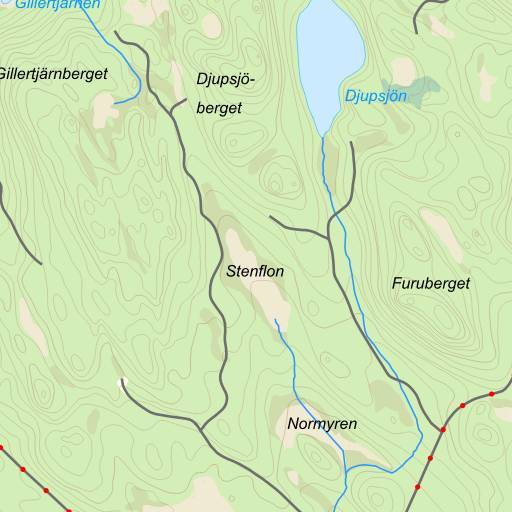 Gillertjärnen
Gillertjärnberget
Djupsjö-
berget
Djupsjön
Stenflon
Furuberget
Normyren